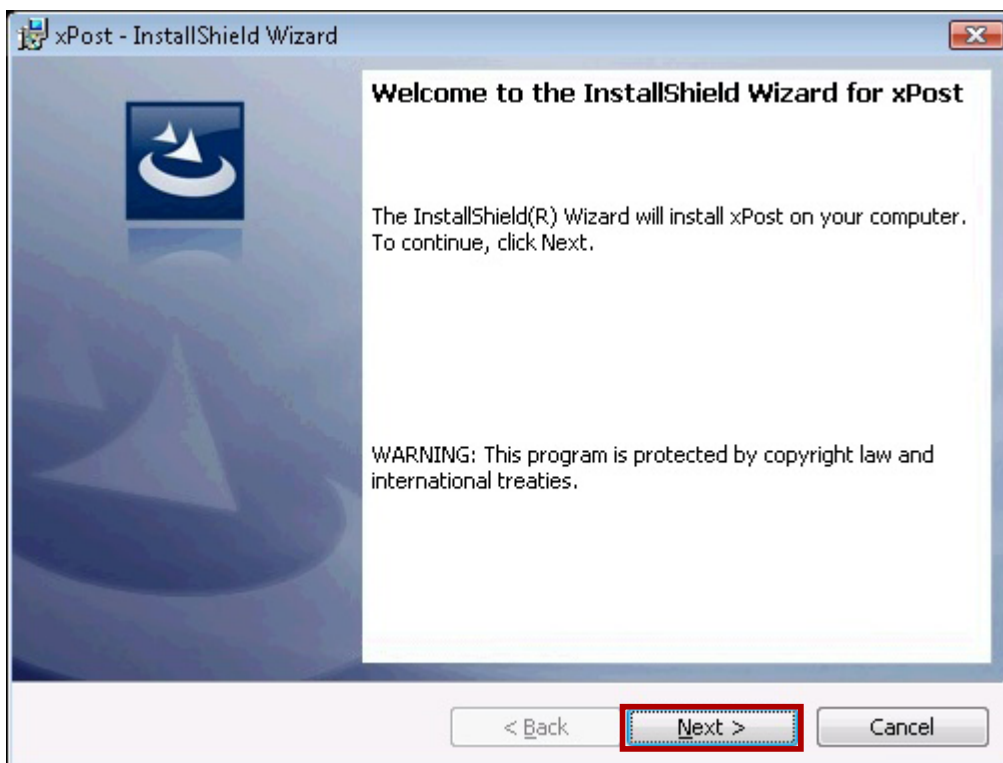 xPost - InstallShield Wizard
Welcome to the InstallShield Wizard for xPost
The InstallShield(R) Wizard will install xPost on your computer.
To continue, click Next.
WARNING: This program is protected by copyright law and
international treaties.
< Back
Next >
Cancel